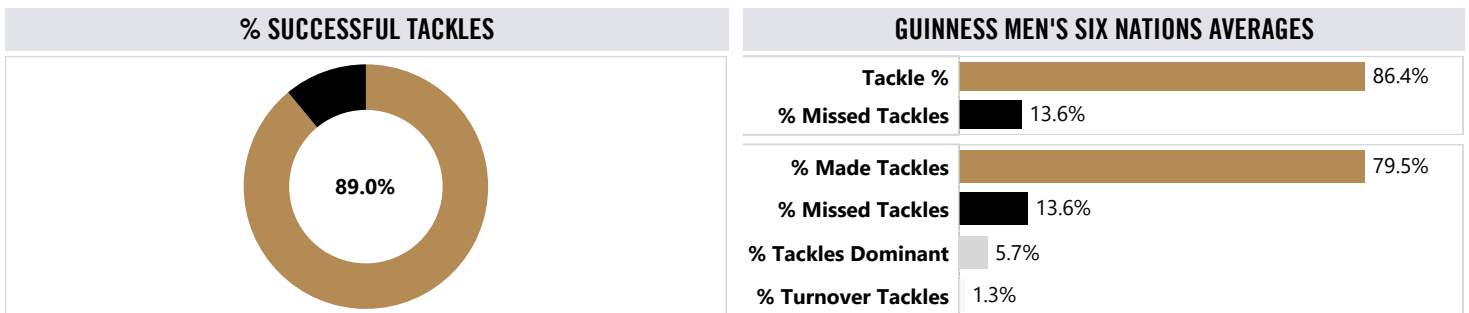 % SUCCESSFUL TACKLES
89.0%
GUINNESS MEN'S SIX NATIONS AVERAGES
Tackle % 86.4%
% Missed Tackles 13.6%
% Made Tackles 79.5%
% Missed Tackles 13.6%
% Tackles Dominant 5.7%
% Turnover Tackles 1.3%